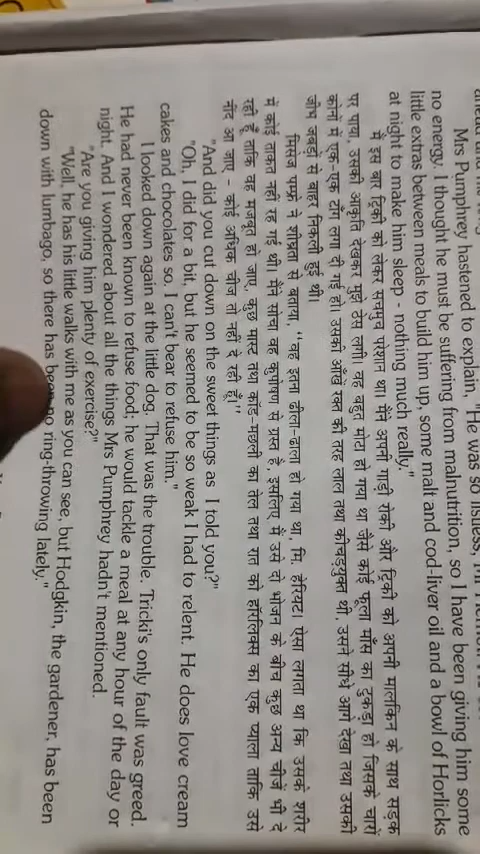 Mrs Pumphrey hastened to explain, "He was so listless, Mr
no energy. I thought he must be suffering from malnutrition, so I have been giving him some
little extras between meals to build him up, some malt and cod-liver oil and a bowl of Horlicks
at night to make him sleep - nothing much really."
मैं इस बार ट्रिकी को लेकर सचमुच परेशान था। मैंने अपनी गाड़ी रोकी और ट्रिकी को अपनी मालकिन के साथ सड़क
पर पाया, उसकी आकृति देखकर मुझे ठेस लगी। वह बहुत मोटा हो गया था जैसे कोई फूला माँस का टुकड़ा हो जिसके चारों
कोनों में एक-एक टाँग लगा दी गई हो। उसकी आँखें रक्त की तरह लाल तथा कीचड़युक्त थी, उसने सीधे आगे देखा तथा उसकी
जीभ जबड़ों से बाहर निकली हुई थी।
मिसेज पम्फ्रे ने शीघ्रता से बताया, ''वह इतना ढीला-ढाला हो गया था, मि. हेरियट। ऐसा लगता था कि उसके शरीर
में कोई ताकत नहीं रह गई थी। मैंने सोचा वह कुपोषण से ग्रस्त है, इसलिए मैं उसे दो भोजन के बीच कुछ अन्य चीजें भी दे
रही हूँ ताकि वह मजबूत हो जाए, कुछ माल्ट तथा कॉड-मछली का तेल तथा रात को हॉरलिक्स का एक प्याला ताकि उसे
नींद आ जाए - कोई अधिक चीज तो नहीं दे रही हूँ।''
"And did you cut down on the sweet things as I told you?"
"Oh, I did for a bit, but he seemed to be so weak I had to relent. He does love cream
cakes and chocolates so. I can't bear to refuse him."
I looked down again at the little dog. That was the trouble. Tricki's only fault was greed.
He had never been known to refuse food; he would tackle a meal at any hour of the day or
night. And I wondered about all the things Mrs Pumphrey hadn't mentioned.
"Are you giving him plenty of exercise?"
"Well, he has his little walks with me as you can see, but Hodgkin, the gardener, has been
down with lumbago, so there has been no ring-throwing lately."